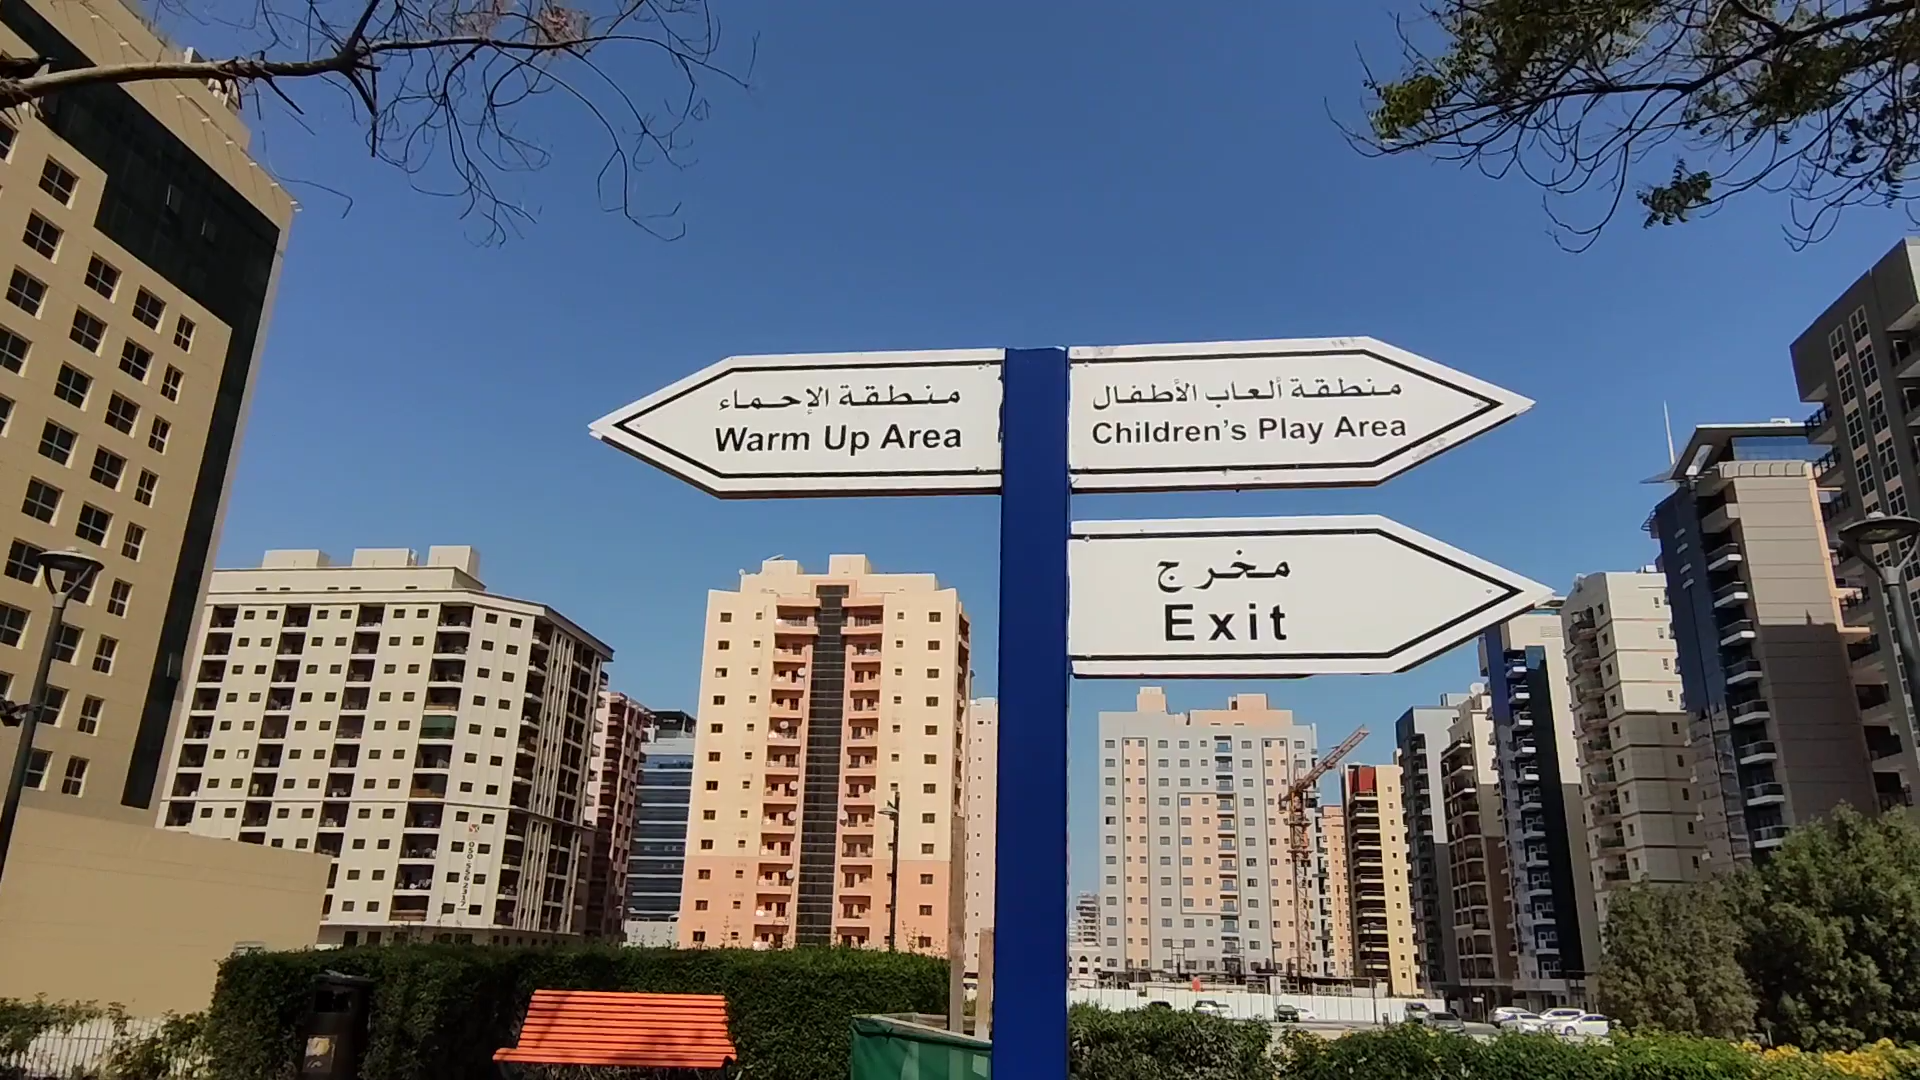 منطقة الإحماء
Warm Up Area
منطقة ألعاب الأطفال
Children's Play Area
مخرج
Exit